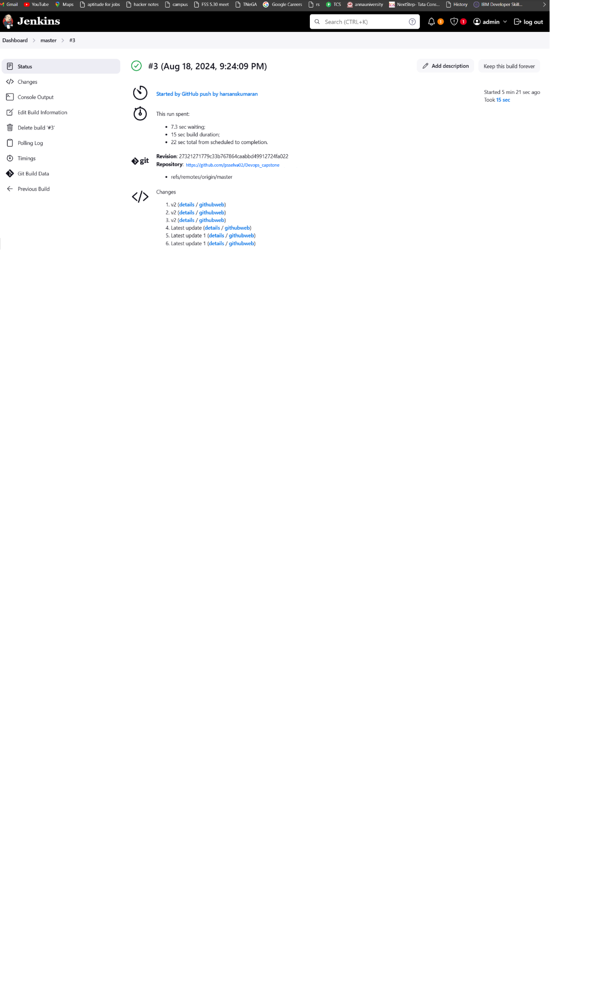 Gmail YouTube Maps aptitude for jobs hacker notes campus FSS 5.30 meet TNeGA Google Careers rs TCS annauniversity NextStep- Tata Cons... History IBM Developer Skill...
Jenkins Search (CTRL+K) ? 1 1 admin log out
Dashboard > master > #3
Status
Changes
Console Output
Edit Build Information
Delete build '#3'
Polling Log
Timings
Git Build Data
Previous Build
#3 (Aug 18, 2024, 9:24:09 PM)
Add description
Keep this build forever
Started by GitHub push by harsanskumaran
Started 5 min 21 sec ago
Took 15 sec
This run spent:
• 7.3 sec waiting;
• 15 sec build duration;
• 22 sec total from scheduled to completion.
git
Revision: 27321271779c33b767864caabbd49912724fa022
Repository: https://github.com/psselva02/Devops_capstone
• refs/remotes/origin/master
Changes
1. v2 (details / githubweb)
2. v2 (details / githubweb)
3. v2 (details / githubweb)
4. Latest update (details / githubweb)
5. Latest update 1 (details / githubweb)
6. Latest update 1 (details / githubweb)